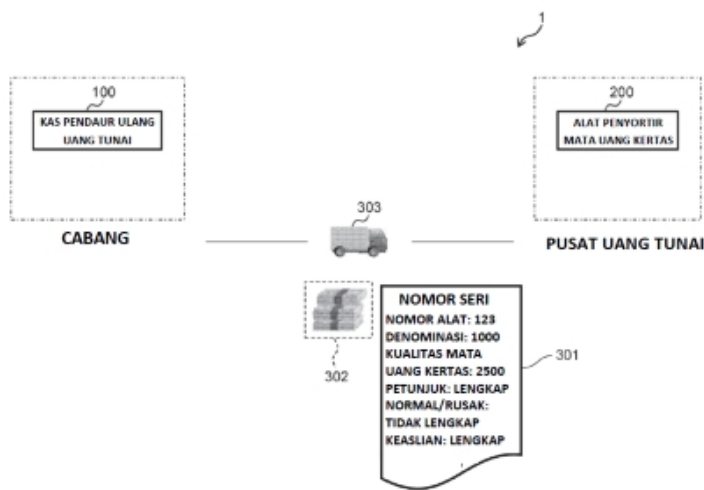 1
100
KAS PENDAUR ULANG
UANG TUNAI
CABANG
200
ALAT PENYORTIR
MATA UANG KERTAS
PUSAT UANG TUNAI
303
302
NOMOR SERI
NOMOR ALAT: 123
DENOMINASI: 1000
KUALITAS MATA
UANG KERTAS: 2500
PETUNJUK: LENGKAP
NORMAL/RUSAK:
TIDAK LENGKAP
KEASLIAN: LENGKAP
301